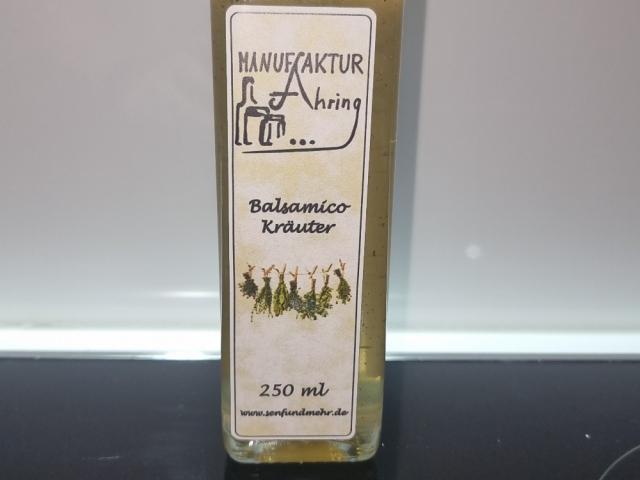 MANUFAKTUR
Ahring
...
Balsamico
Kräuter
250 ml
www.senfundmehr.de